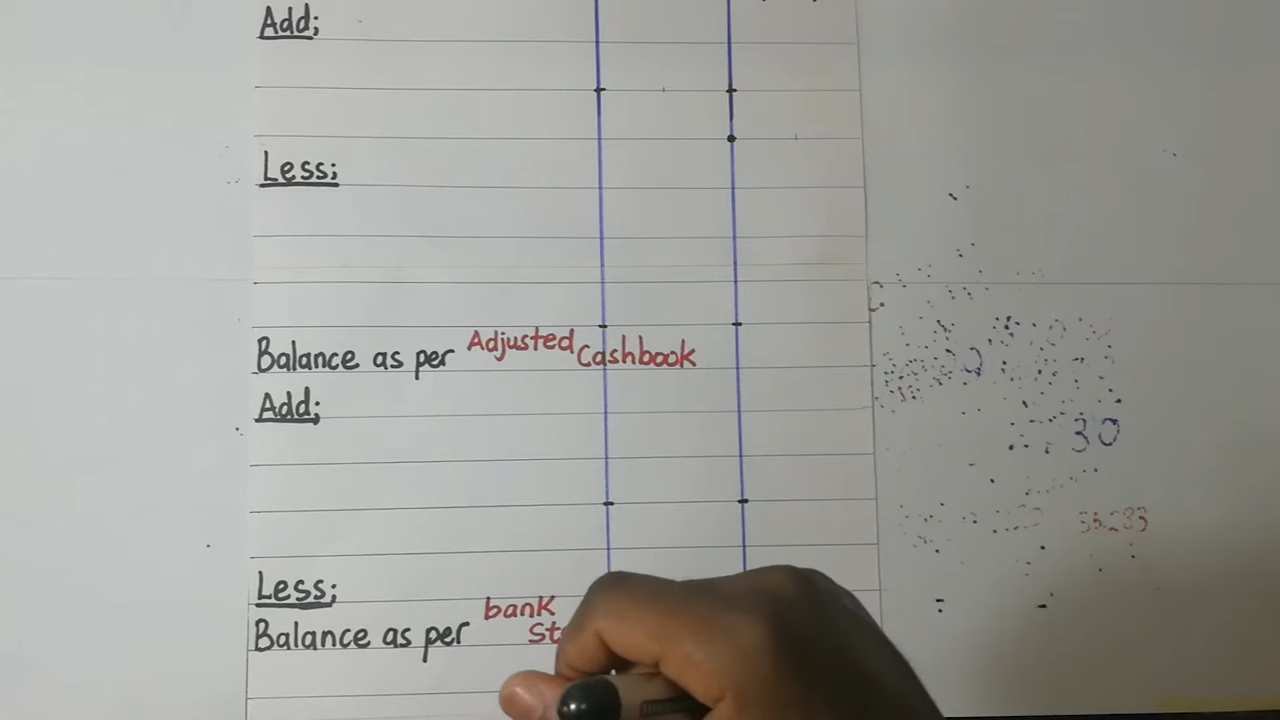 Add;
Less;
Balance as per Adjusted Cashbook
Add;
30
Less;
Balance as per bank